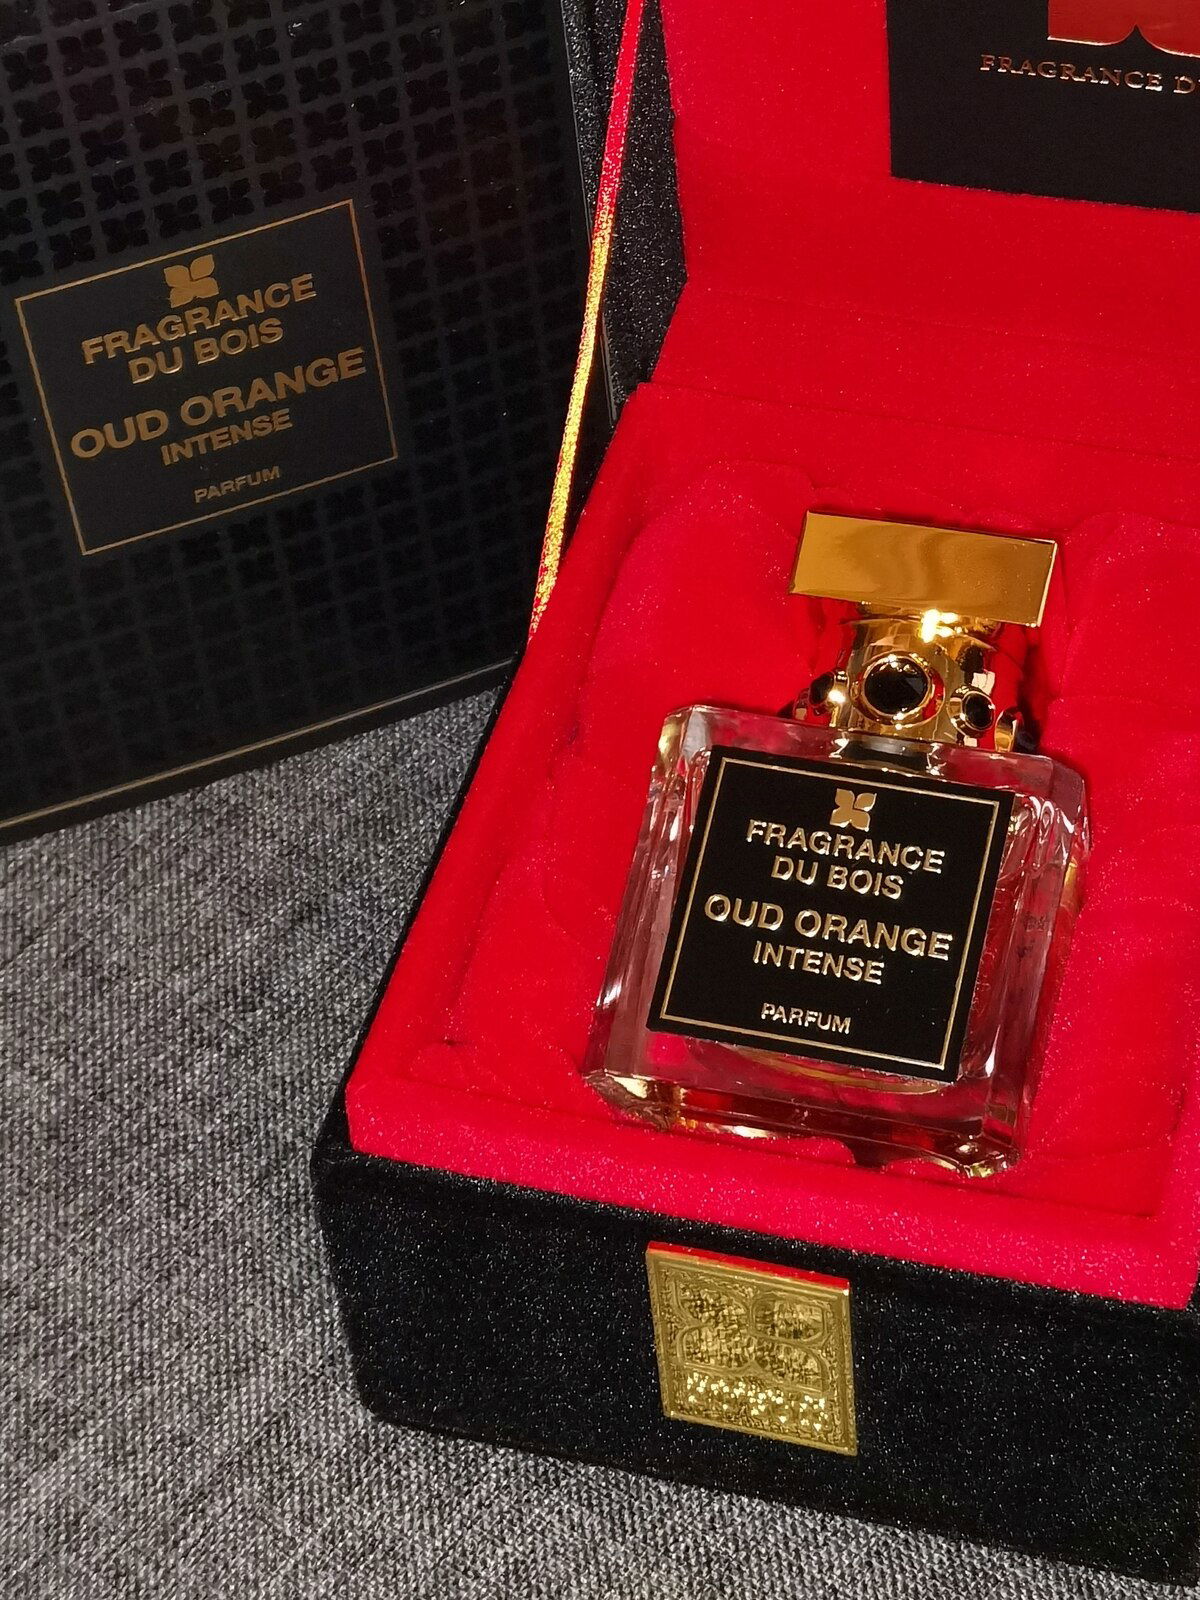 FRAGRANCE
DU BOIS
OUD ORANGE
INTENSE
PARFUM
FRAGRANCE
FRAGRANCE
DU BOIS
OUD ORANGE
INTENSE
PARFUM